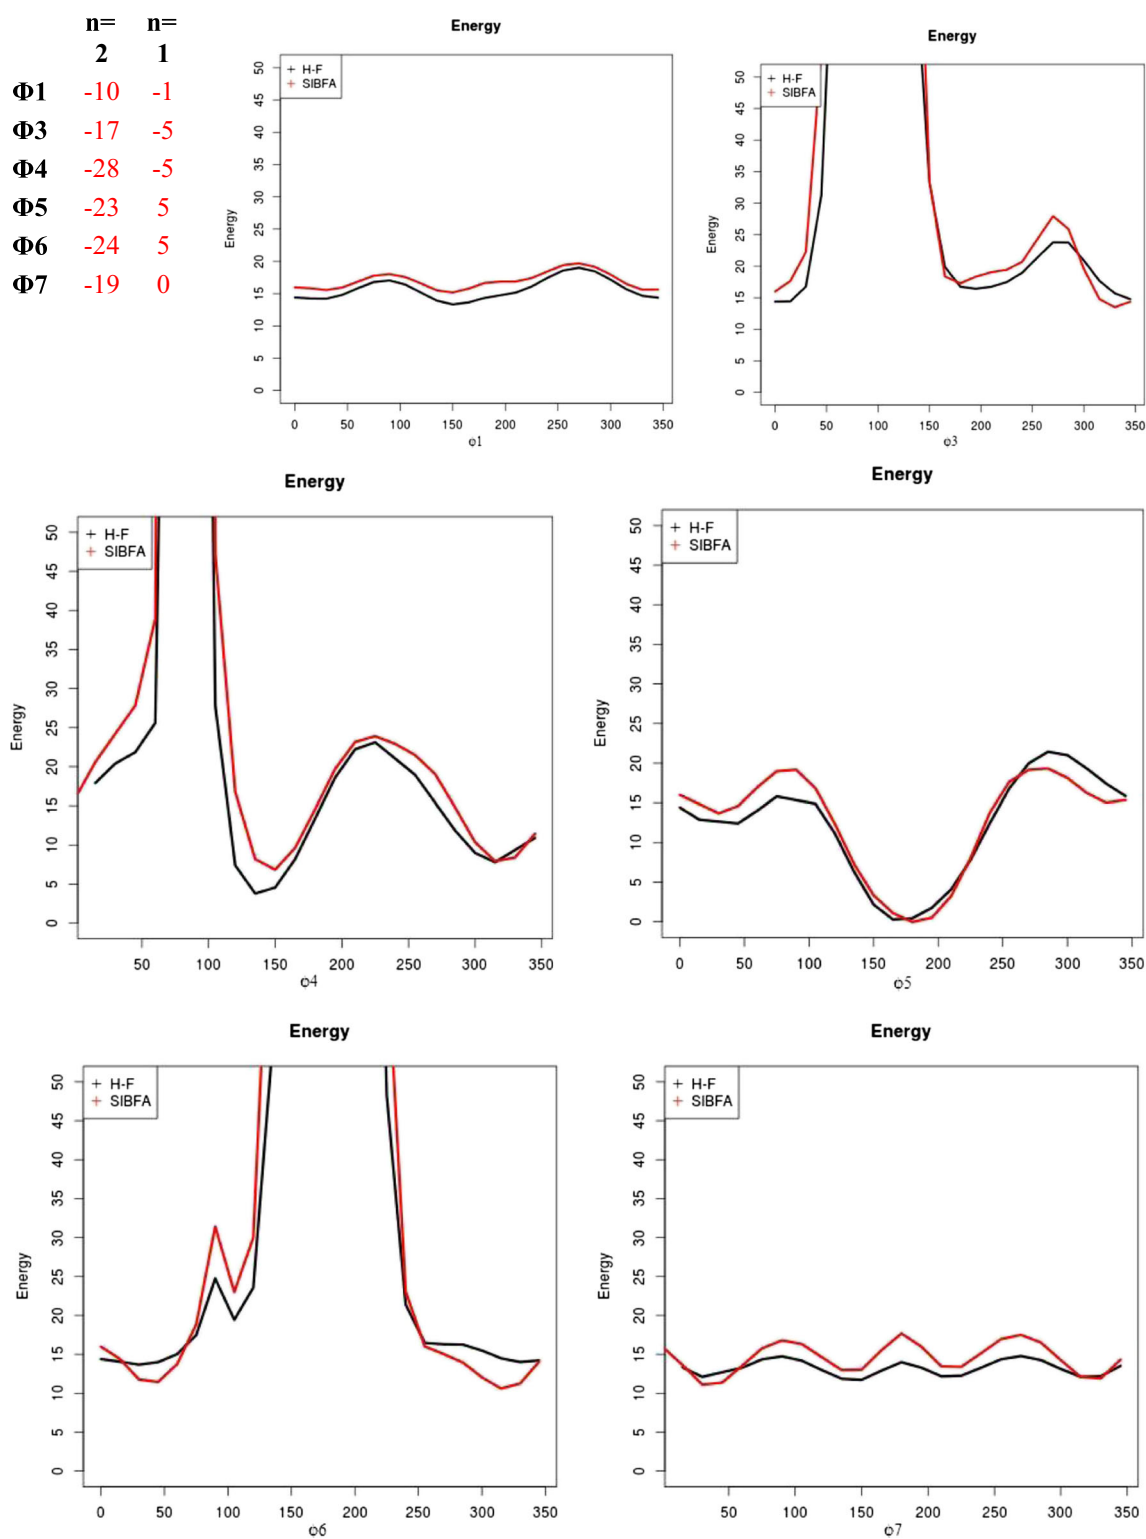 n= n=
2 1
Φ1 -10 -1
Φ3 -17 -5
Φ4 -28 -5
Φ5 -23 5
Φ6 -24 5
Φ7 -19 0
Energy
H-F
SIBFA
Energy
50
45
40
35
30
25
20
15
10
5
0
0 50 100 150 200 250 300 350
φ1
Energy
H-F
SIBFA
Energy
50
45
40
35
30
25
20
15
10
5
0
0 50 100 150 200 250 300 350
φ3
Energy
H-F
SIBFA
Energy
50
45
40
35
30
25
20
15
10
5
0
50 100 150 200 250 300 350
φ4
Energy
H-F
SIBFA
Energy
50
45
40
35
30
25
20
15
10
5
0
0 50 100 150 200 250 300 350
φ5
Energy
H-F
SIBFA
Energy
50
45
40
35
30
25
20
15
10
5
0
0 50 100 150 200 250 300 350
φ6
Energy
H-F
SIBFA
Energy
50
45
40
35
30
25
20
15
10
5
0
50 100 150 200 250 300 350
φ7